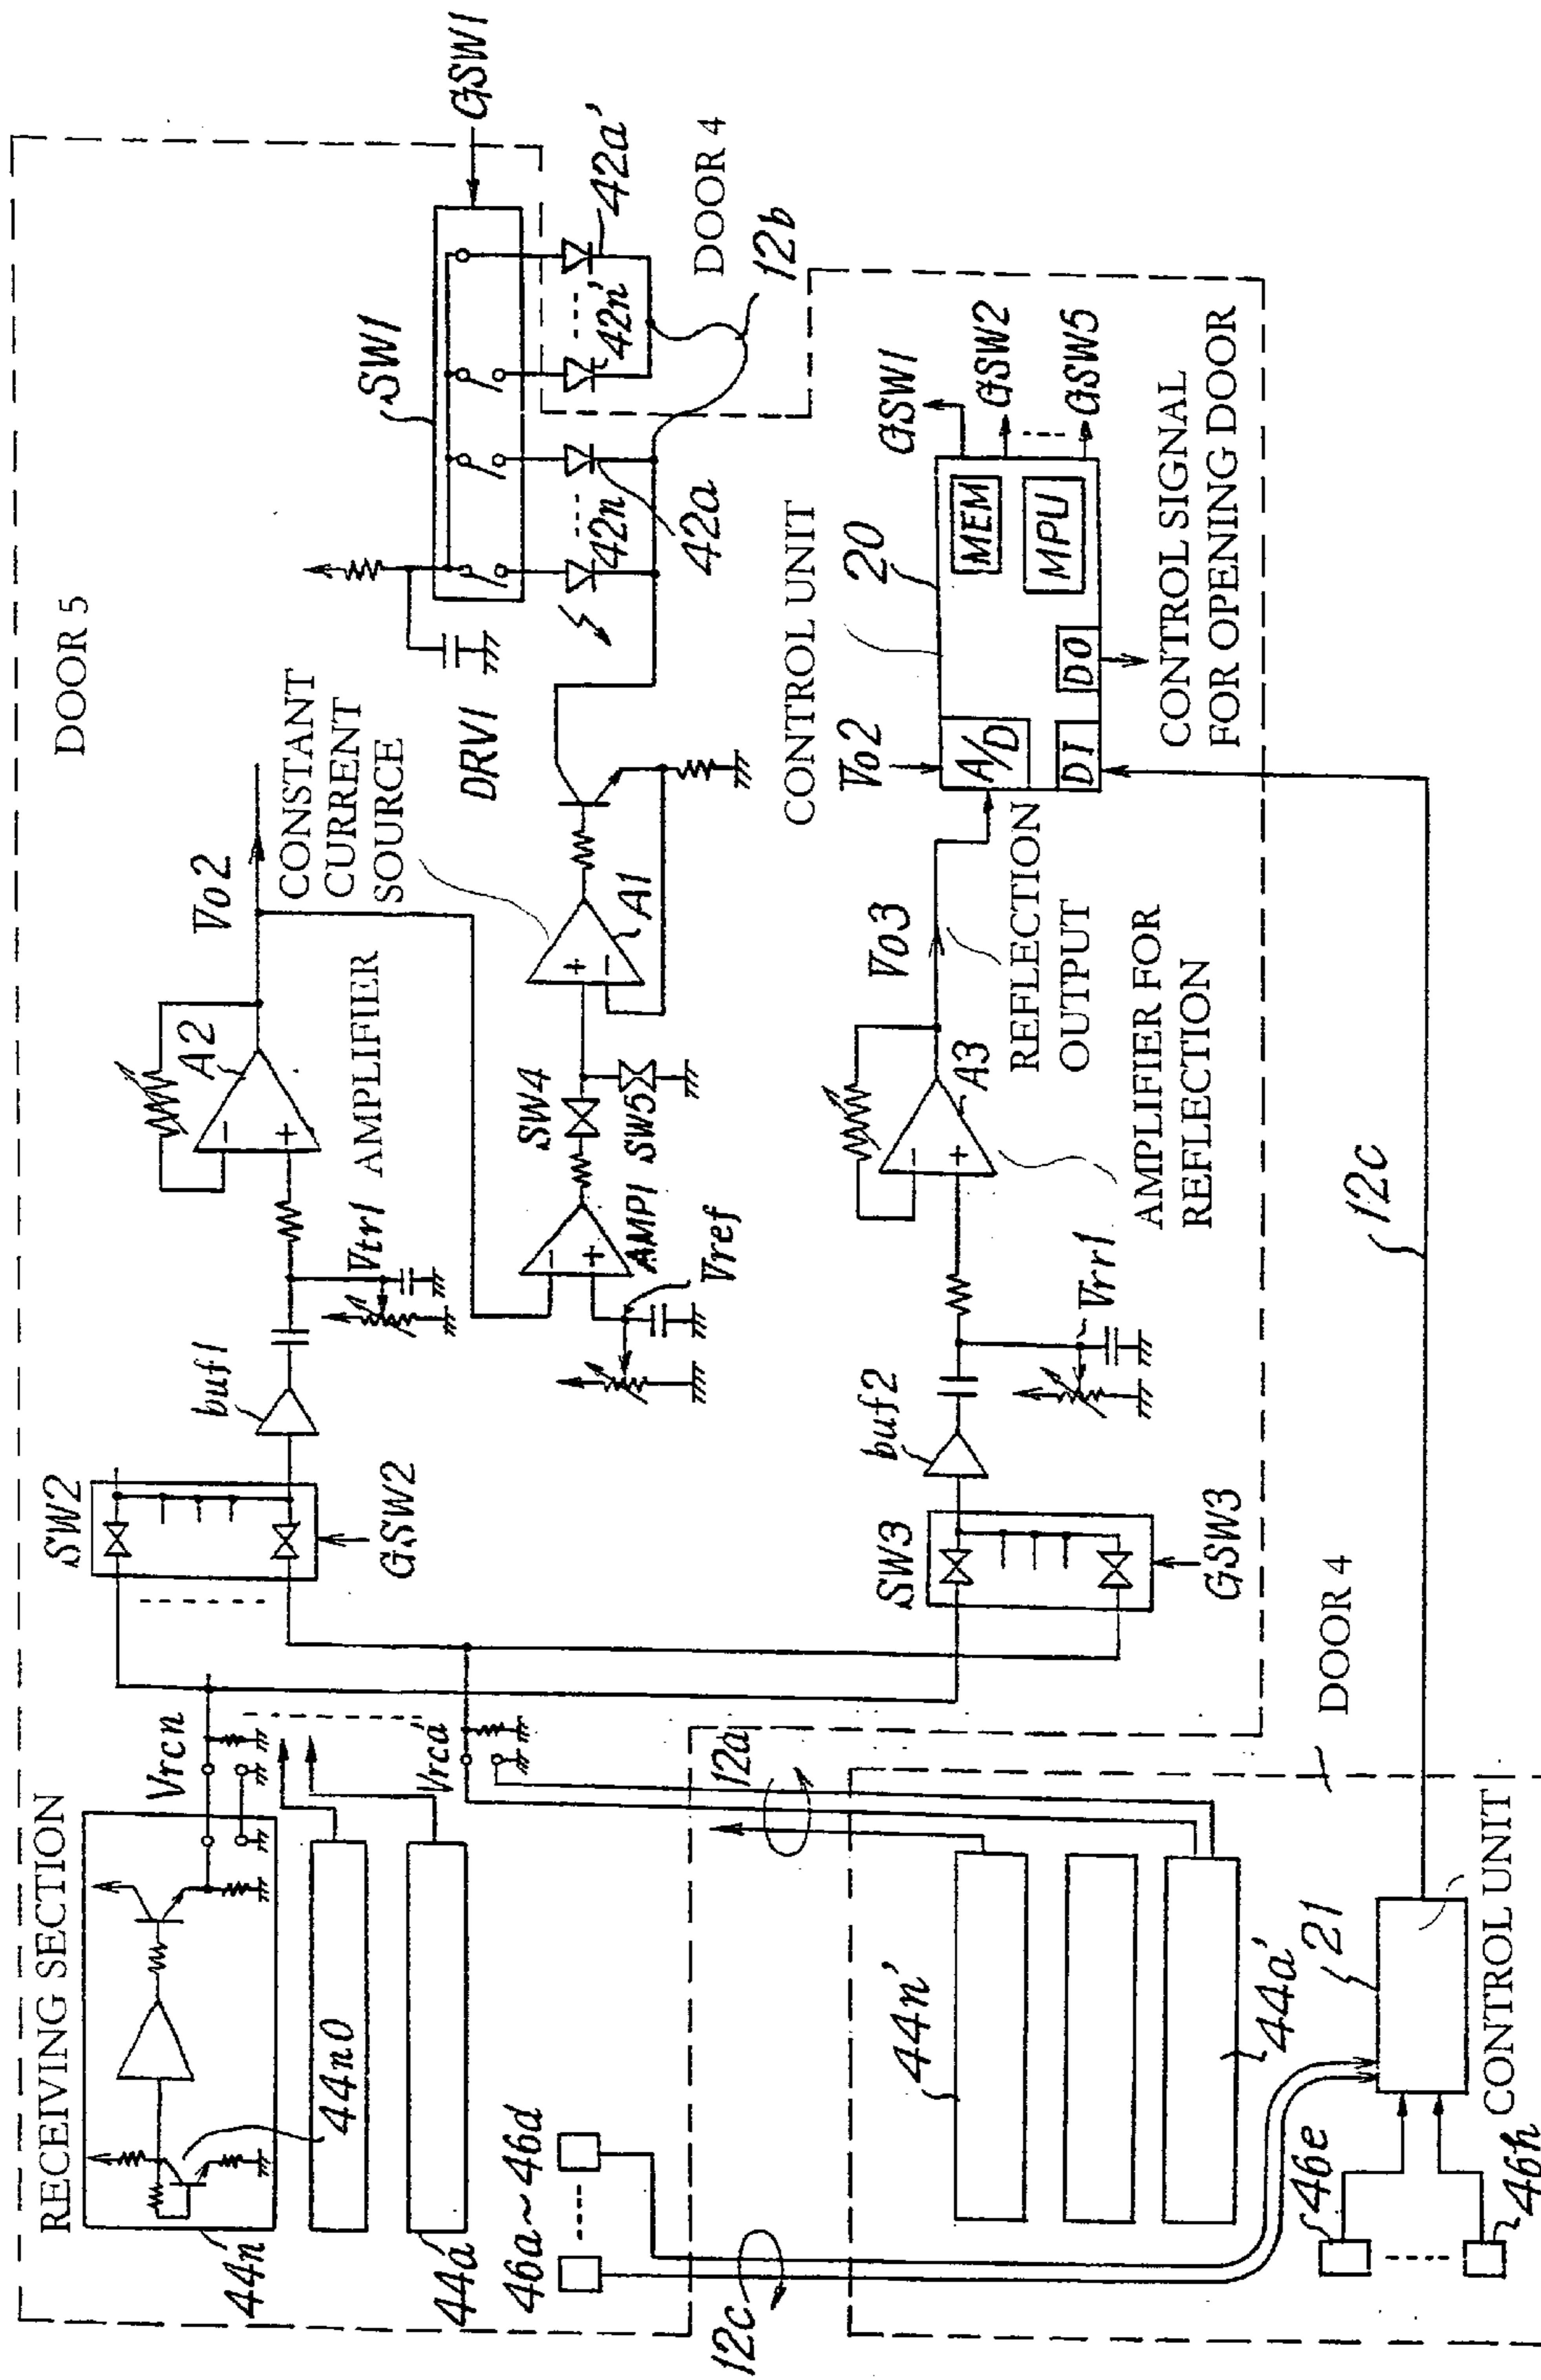 DOOR 5
RECEIVING SECTION
44n
44n0
44a
Vrcn
Vrca
SW2
GSW2
buf1
Vtr1
AMPLIFIER
A2
Vo2
CONSTANT
CURRENT
SOURCE
SW4
SW5
AMP1
Vref
A1
DRV1
SW1
GSW1
42n
42a
42n'
42a'
DOOR 4
12b
46a~46d
12c
12a
SW3
GSW3
buf2
Vrr1
A3
AMPLIFIER FOR
REFLECTION
Vo3
REFLECTION
OUTPUT
CONTROL UNIT
20
Vo2
A/D
DI
DO
MEM
MPU
GSW1
GSW2
GSW5
CONTROL SIGNAL
FOR OPENING DOOR
DOOR 4
44n'
44a'
21
CONTROL UNIT
46e
46h
12c